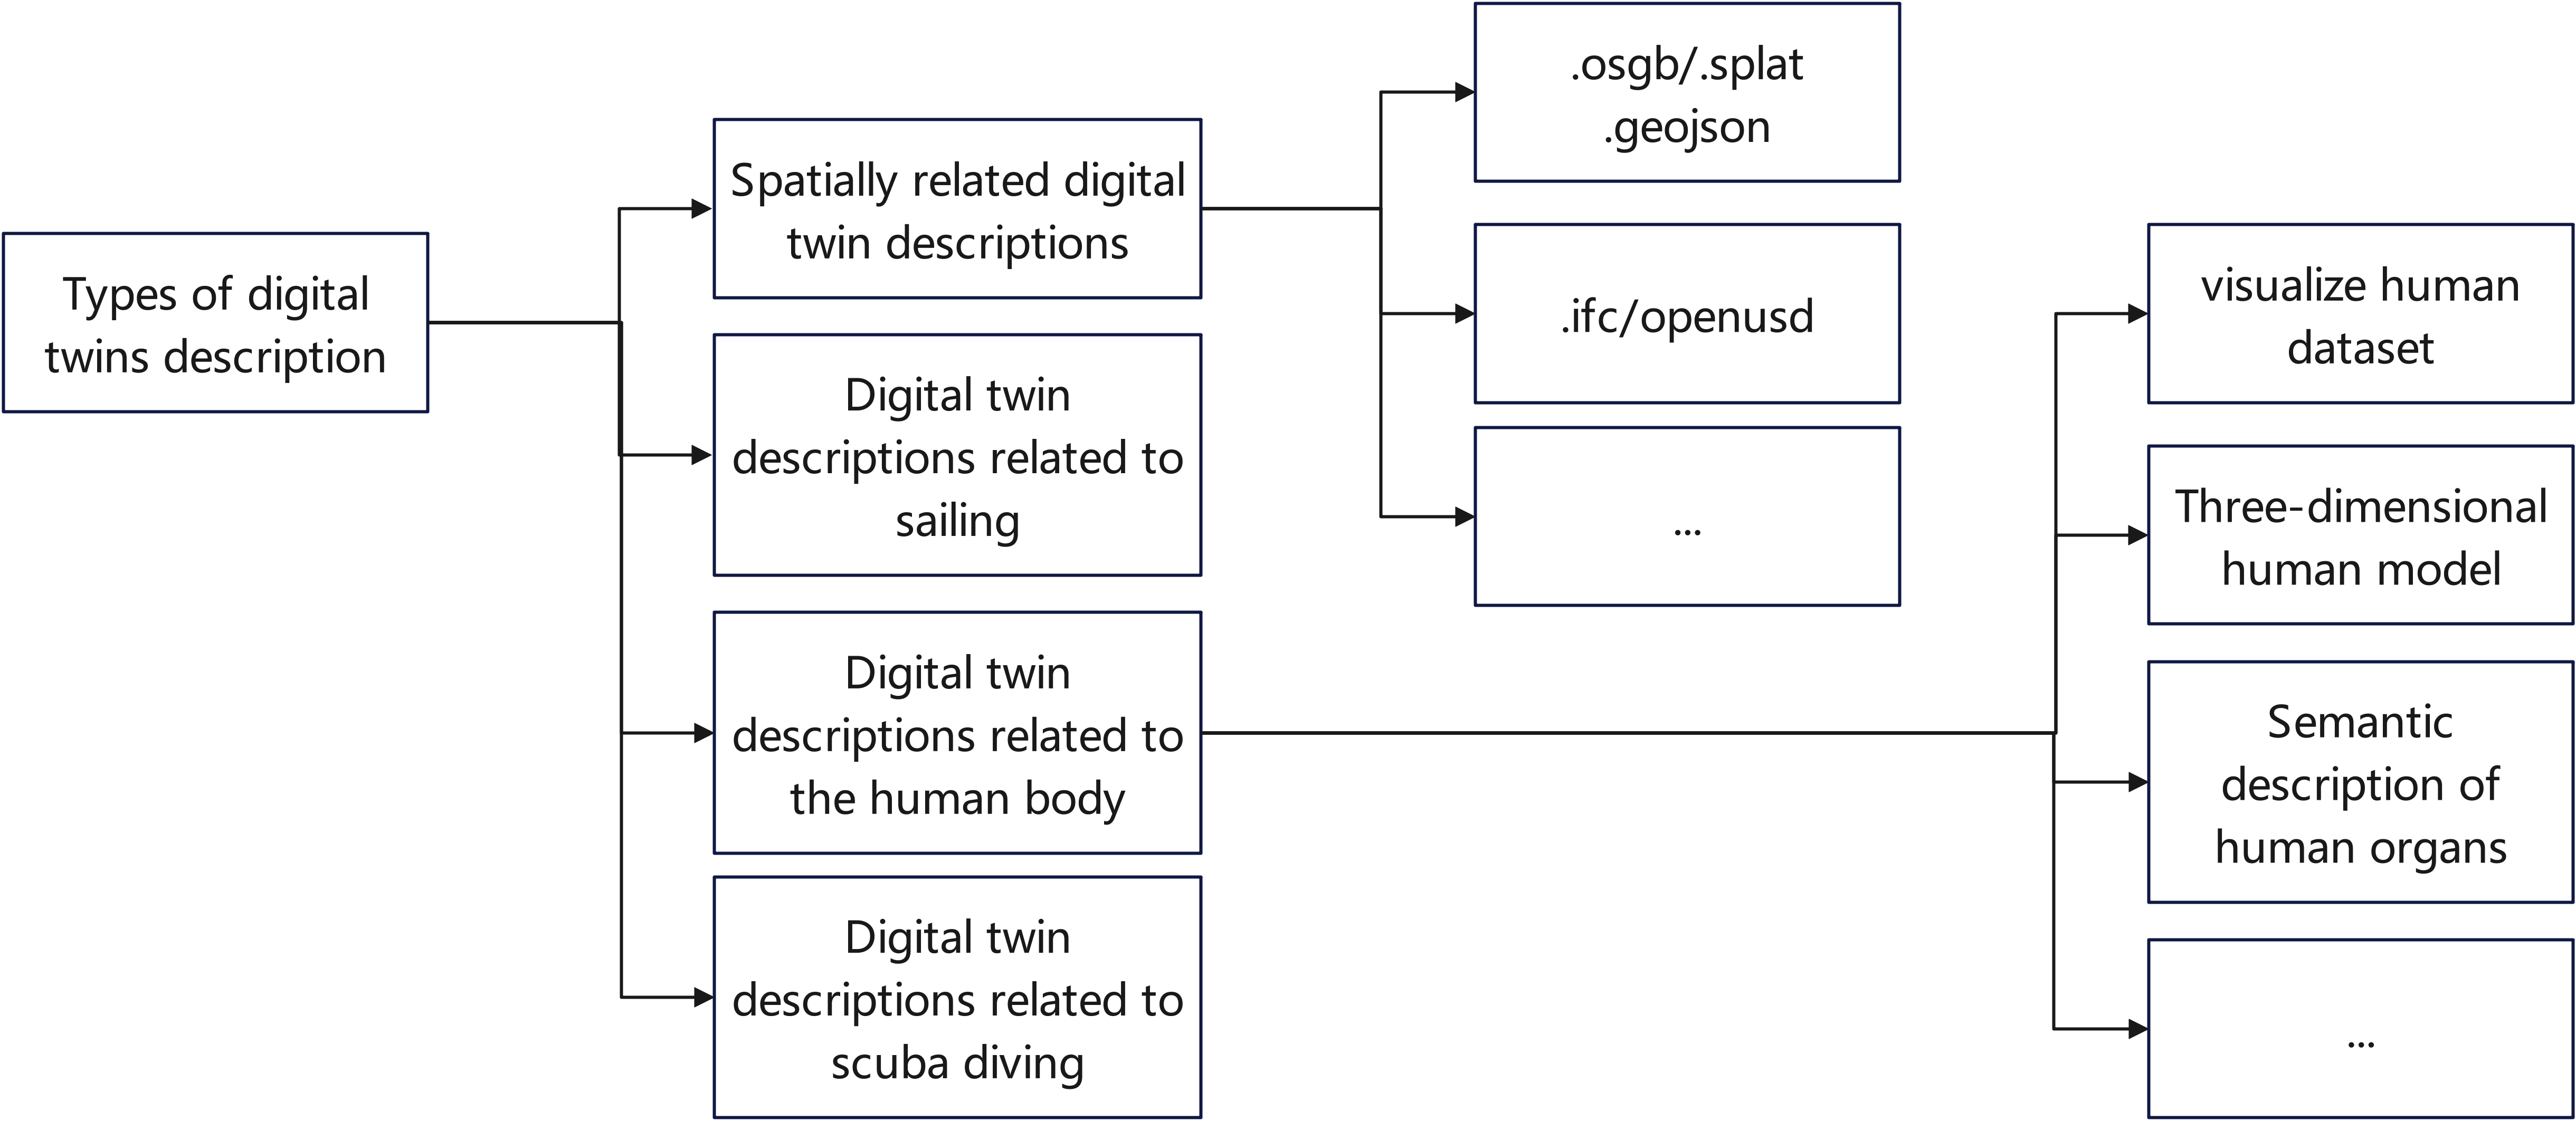 Types of digital
twins description
Spatially related digital
twin descriptions
Digital twin
descriptions related to
sailing
Digital twin
descriptions related to
the human body
Digital twin
descriptions related to
scuba diving
.osgb/.splat
.geojson
.ifc/openusd
...
visualize human
dataset
Three-dimensional
human model
Semantic
description of
human organs
...